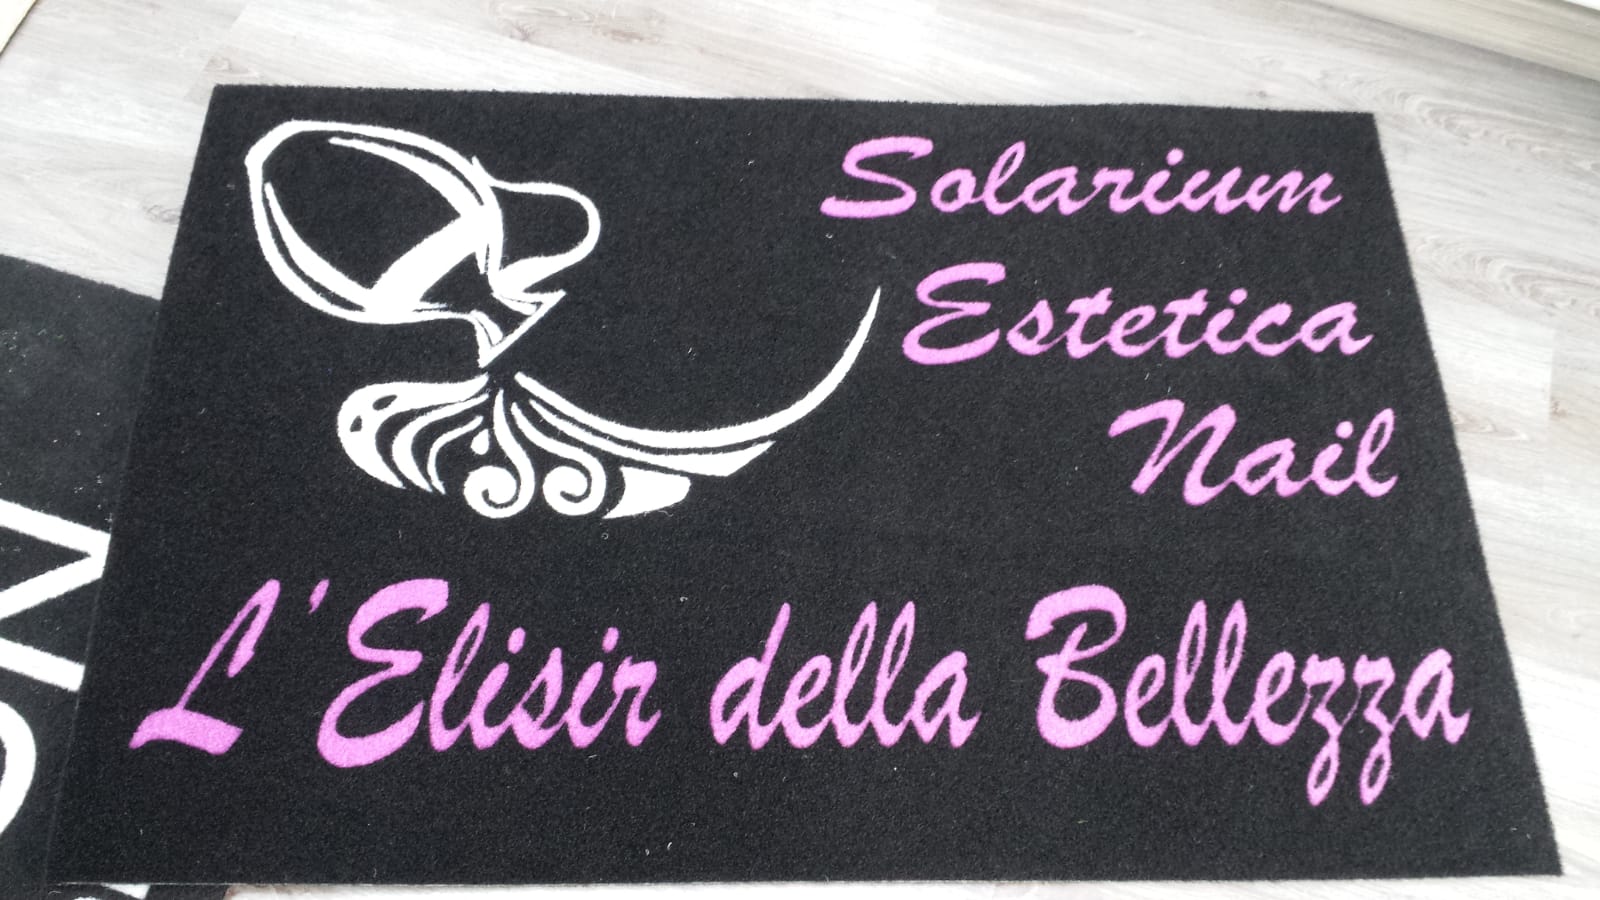 Solarium
Estetica
Nail
L'Elisir della Bellezza